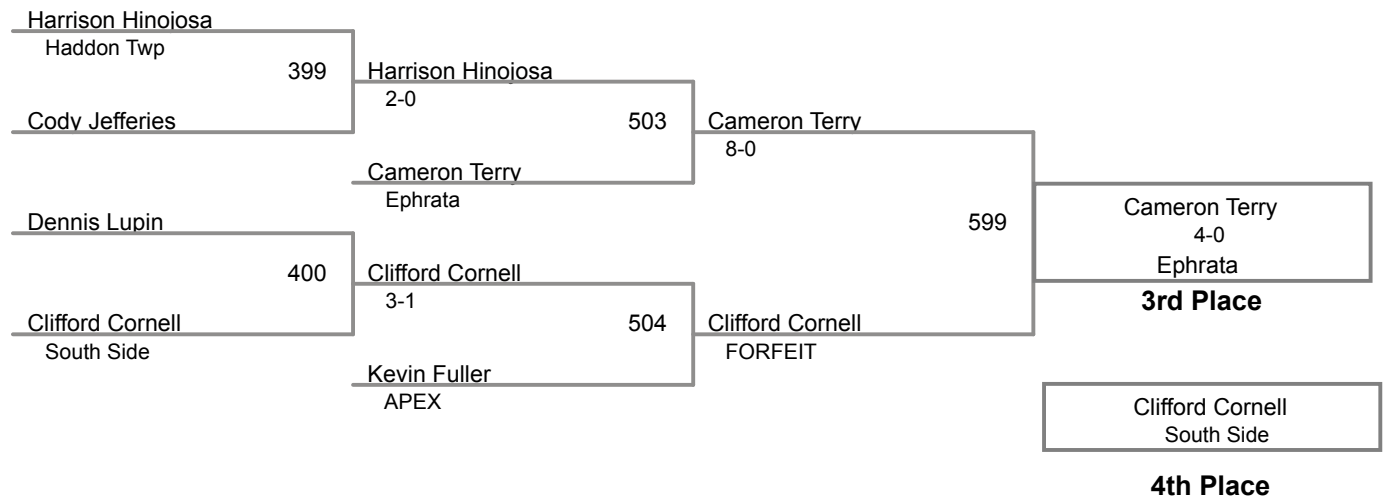 Harrison Hinojosa
Haddon Twp
399
Harrison Hinojosa
2-0
Cody Jefferies
503
Cameron Terry
8-0
Cameron Terry
Ephrata
Dennis Lupin
599
Cameron Terry
4-0
Ephrata
3rd Place
400
Clifford Cornell
3-1
Clifford Cornell
South Side
504
Clifford Cornell
FORFEIT
Kevin Fuller
APEX
Clifford Cornell
South Side
4th Place